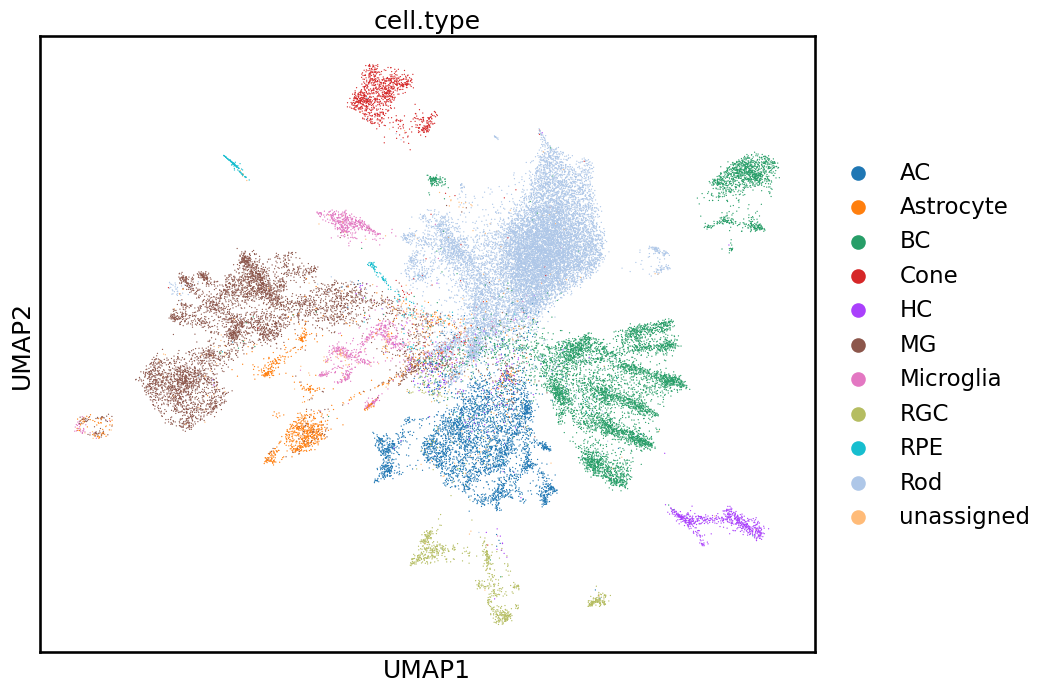 cell.type
UMAP2
UMAP1
AC
Astrocyte
BC
Cone
HC
MG
Microglia
RGC
RPE
Rod
unassigned